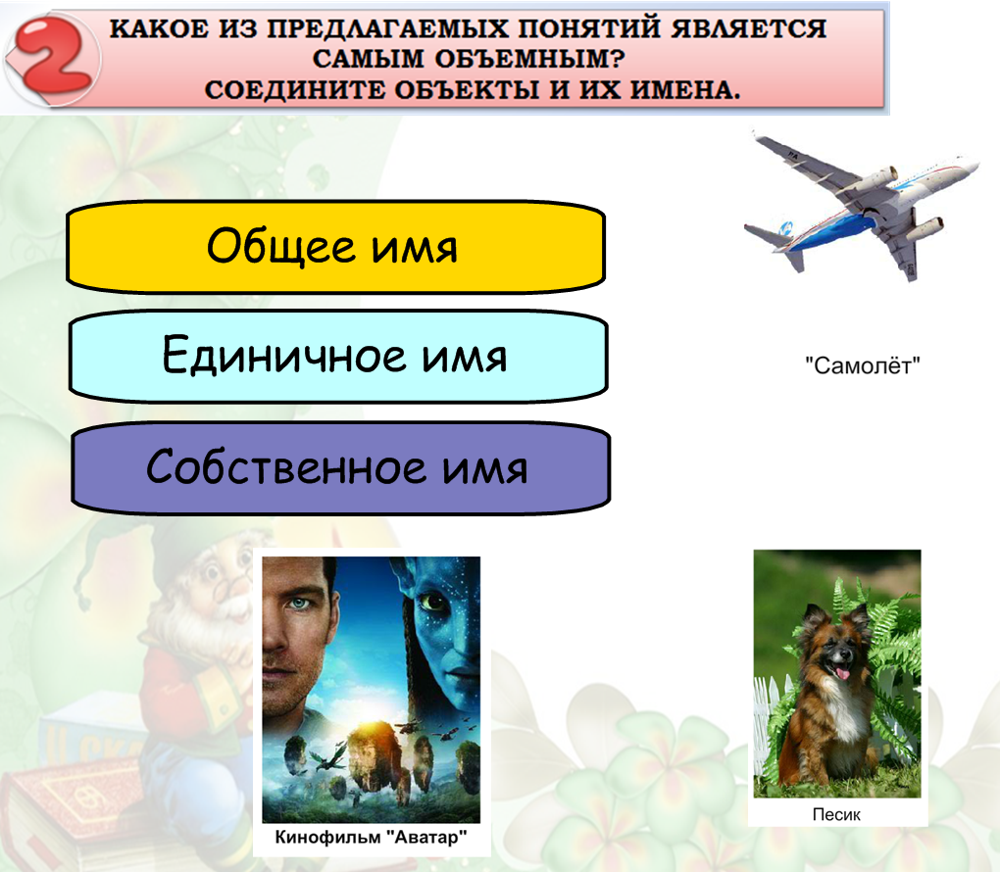 2
КАКОЕ ИЗ ПРЕДЛАГАЕМЫХ ПОНЯТИЙ ЯВЛЯЕТСЯ
САМЫМ ОБЪЕМНЫМ?
СОЕДИНИТЕ ОБЪЕКТЫ И ИХ ИМЕНА.
Общее имя
Единичное имя
"Самолёт"
Собственное имя
Кинофильм "Аватар"
Песик